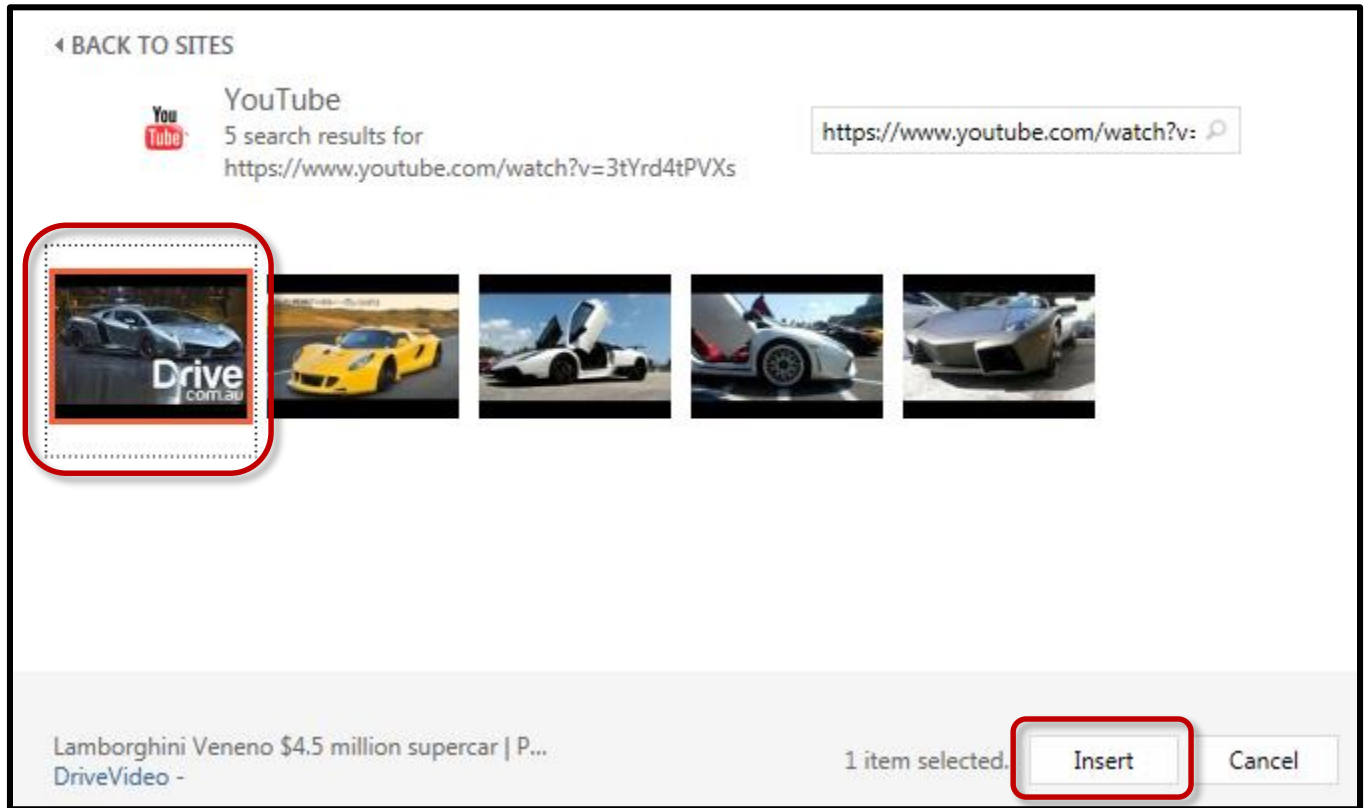 BACK TO SITES
You
Tube
YouTube
5 search results for
https://www.youtube.com/watch?v=3tYrd4tPVXs
https://www.youtube.com/watch?v=
Drive
com.au
Lamborghini Veneno $4.5 million supercar | P...
DriveVideo -
1 item selected.
Insert
Cancel